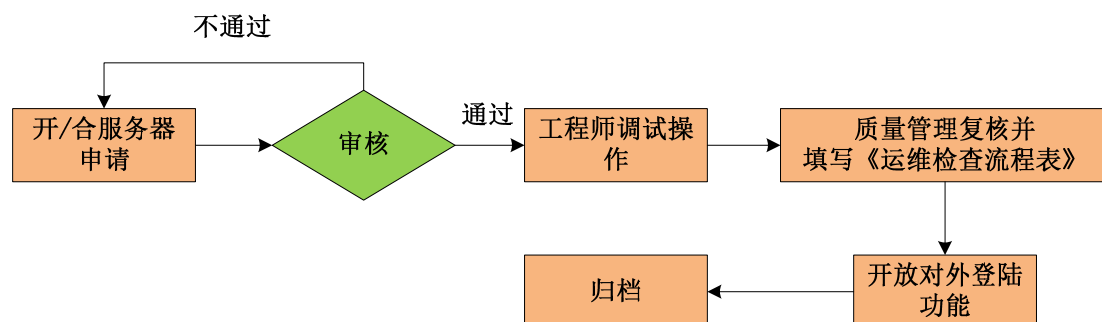 不通过
开/合服务器
申请
审核
通过
工程师调试操
作
质量管理复核并
填写《运维检查流程表》
开放对外登陆
功能
归档